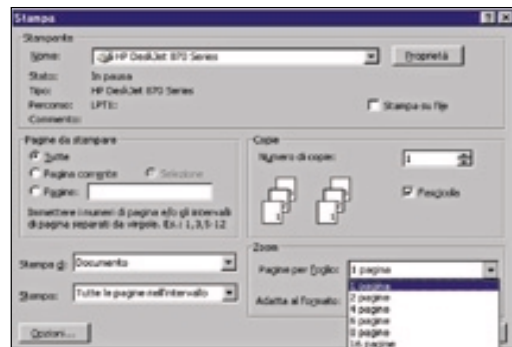 Stampa
Stampante
Nome: HP DeskJet 870 Series
Proprietà
Stato: In pausa
Tipo: HP DeskJet 870 Series
Percorso: LPT1:
Stampa su file
Commento:
Pagine da stampare
Tutte
Pagina corrente Selezione
Pagine:
Immettere i numeri di pagina e/o gli intervalli
di pagina separati da virgole. Es.: 1,3,5-12
Copie
Numero di copie: 1
1 1
Fascicola
Stampa di: Documento
Stampa: Tutte le pagine nell'intervallo
Zoom
Pagine per foglio: 1 pagina
Adatta al formato:
1 pagina
2 pagine
4 pagine
6 pagine
8 pagine
16 pagine
Opzioni...